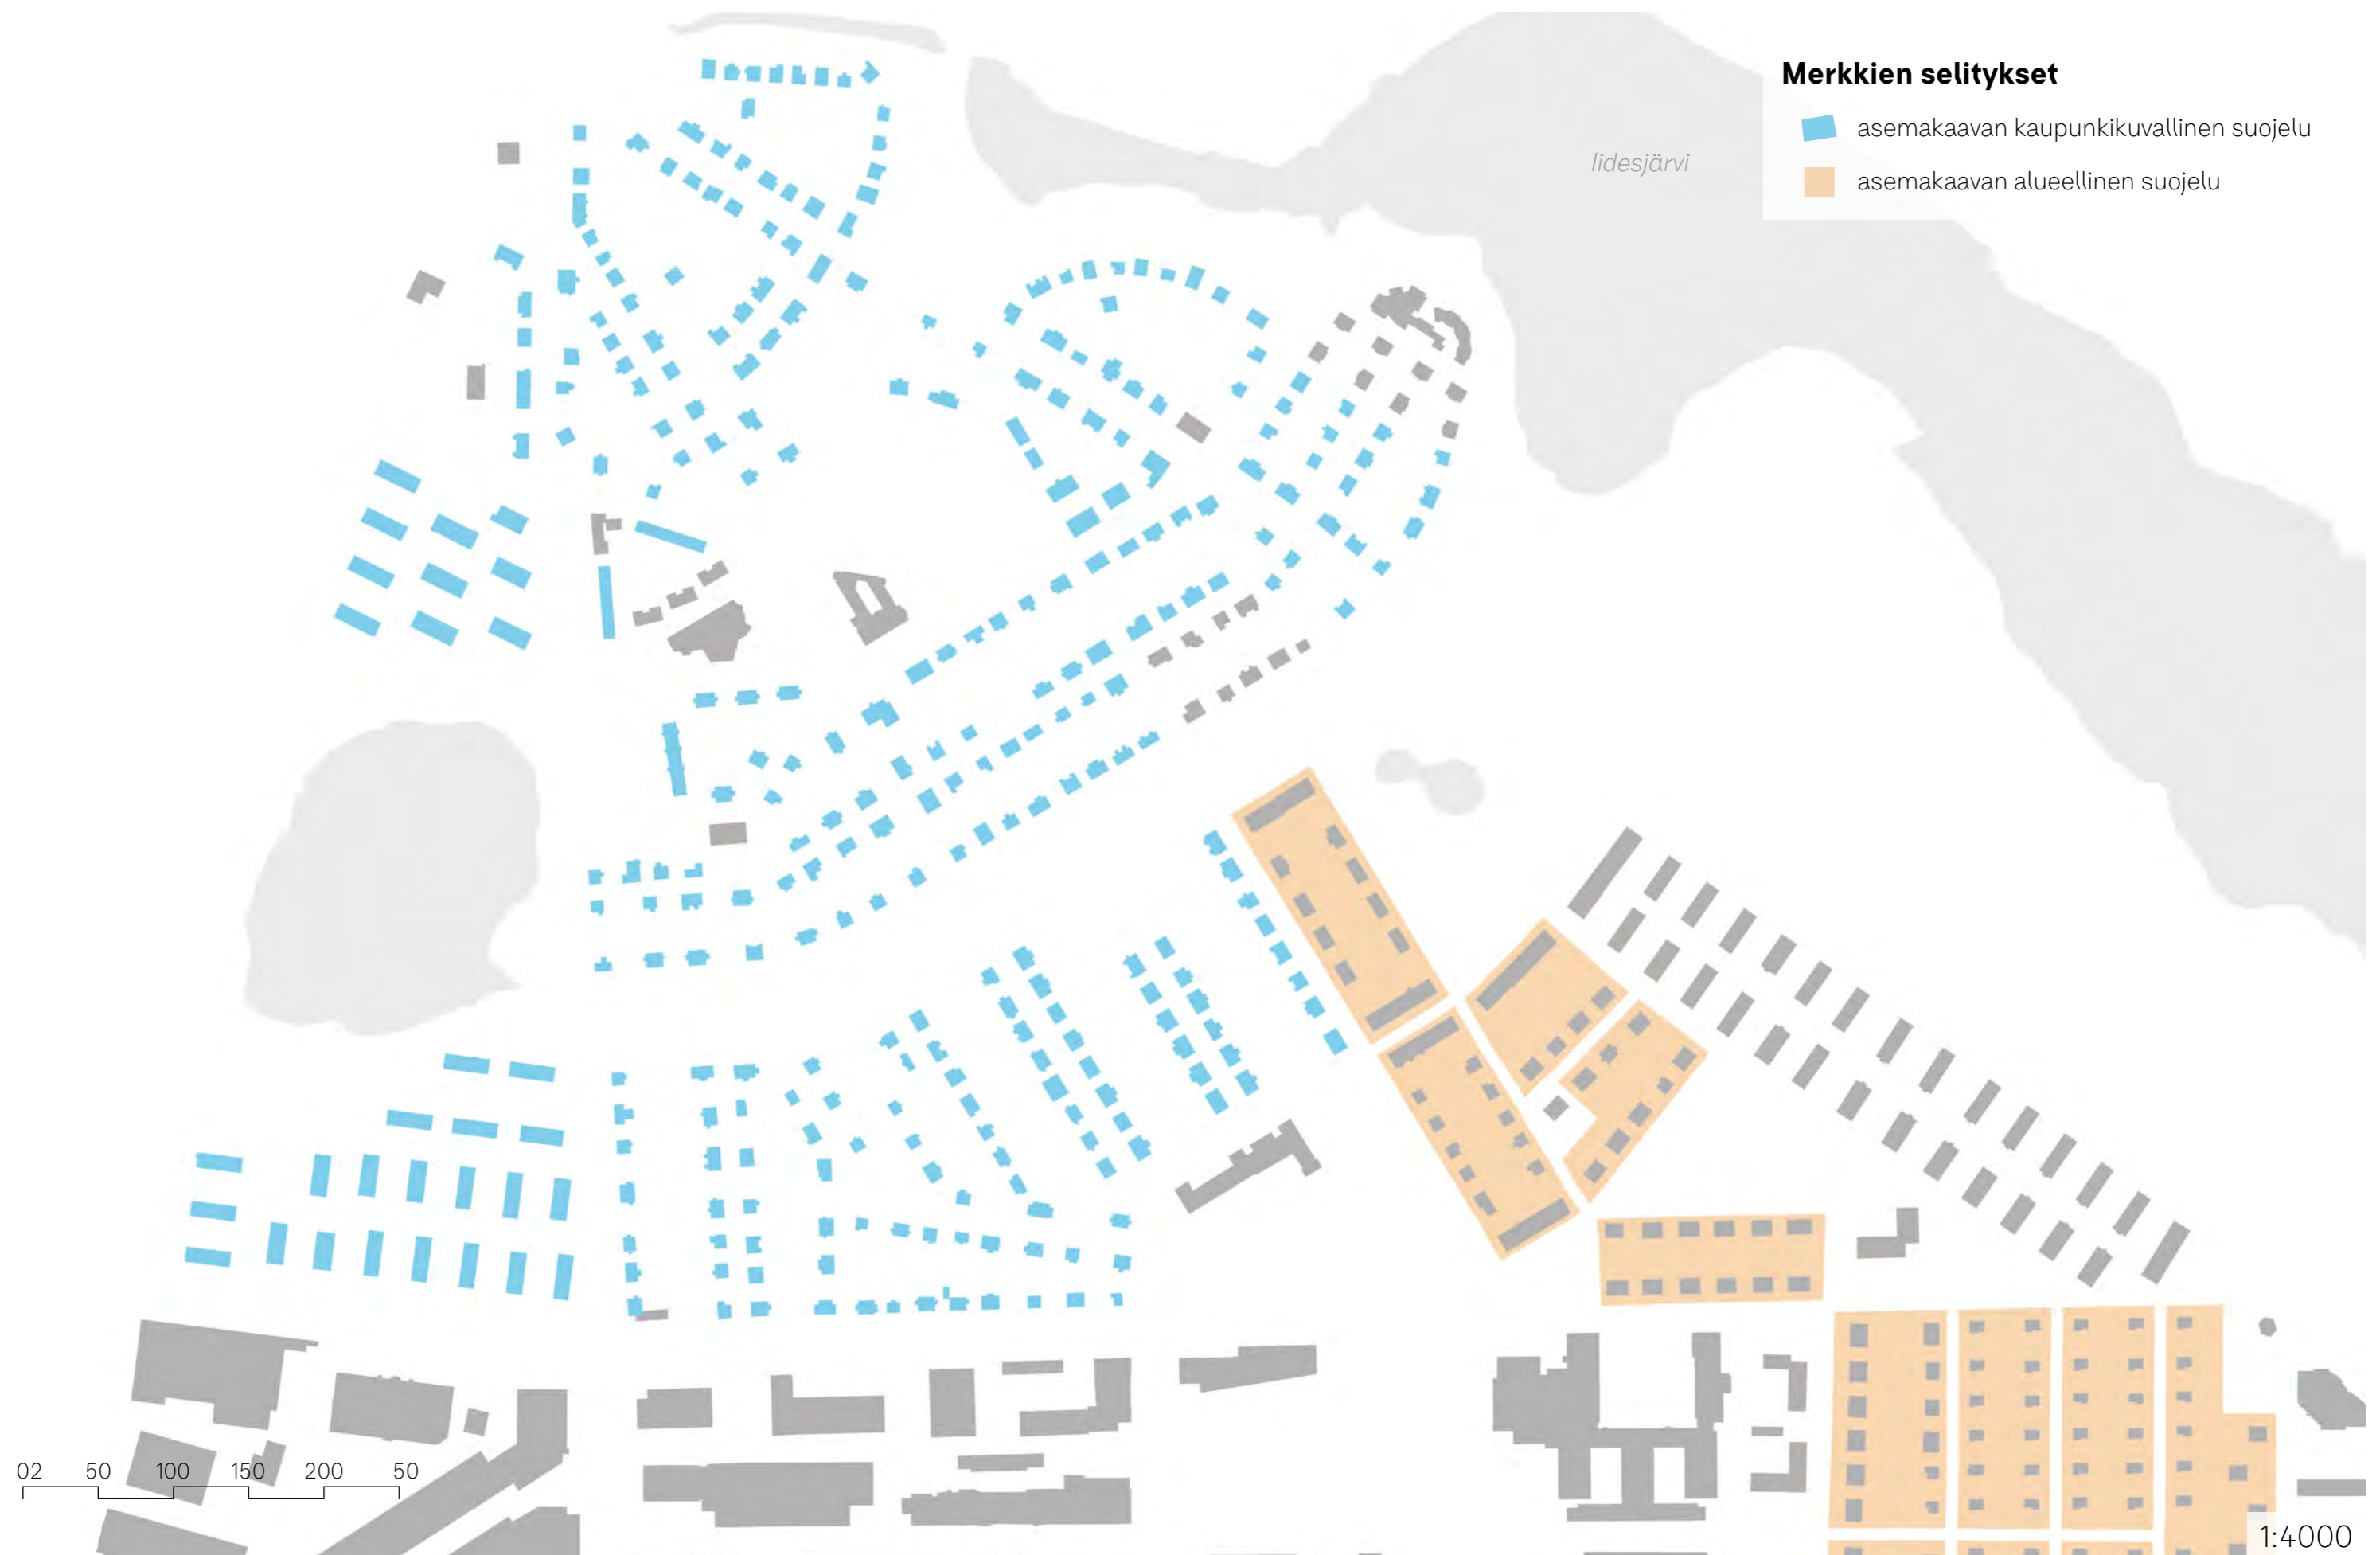 Merkkien selitykset
asemakaavan kaupunkikuvallinen suojelu
asemakaavan alueellinen suojelu
Iidesjärvi
02 50 100 150 200 50
1:4000